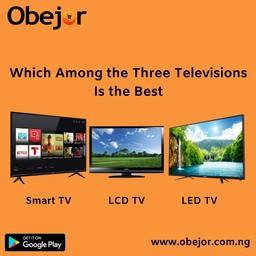 Obejor
Which Among the Three Televisions
Is the Best
Smart TV
LCD TV
LED TV
GET IT ON
Google Play
www.obejor.com.ng